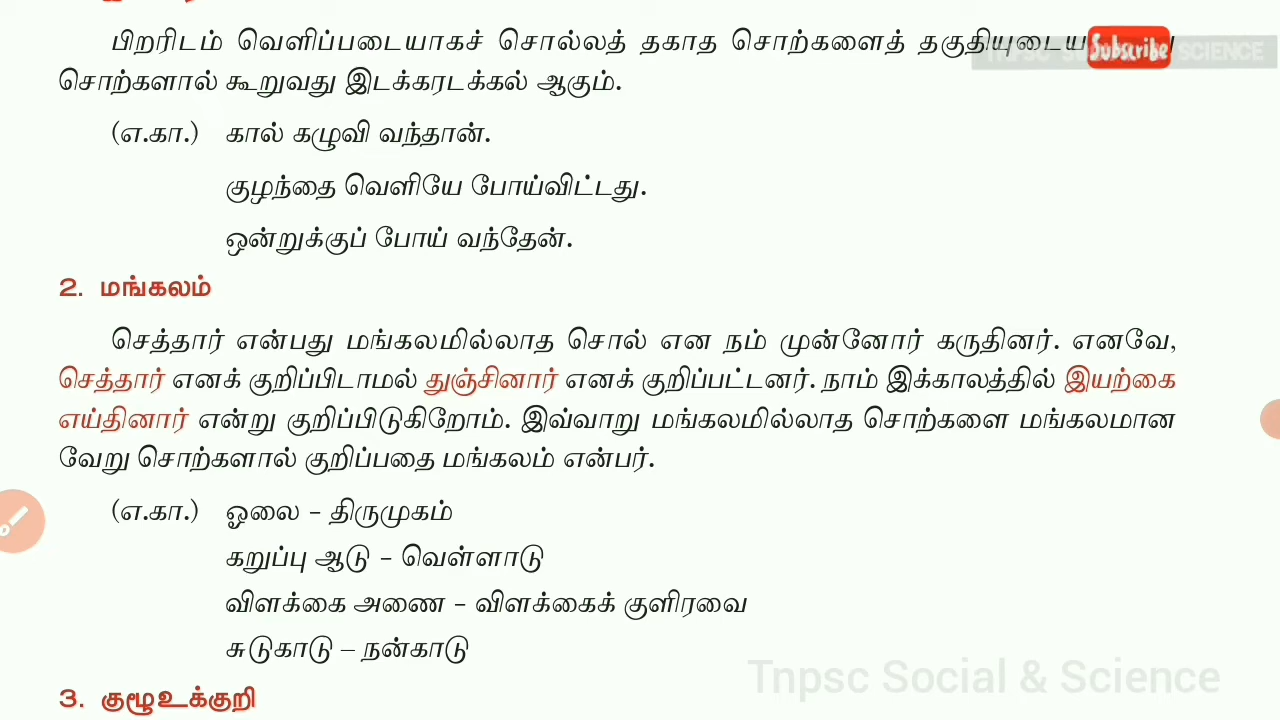 பிறரிடம் வெளிப்படையாகச் சொல்லத் தகாத சொற்களைத் தகுதியுடைய
Subscribe
SCIENCE
சொற்களால் கூறுவது இடக்கரடக்கல் ஆகும்.
(எ.கா.) கால் கழுவி வந்தான்.
குழந்தை வெளியே போய்விட்டது.
ஒன்றுக்குப் போய் வந்தேன்.
2. மங்கலம்
செத்தார் என்பது மங்கலமில்லாத சொல் என நம் முன்னோர் கருதினர். எனவே,
செத்தார் எனக் குறிப்பிடாமல் துஞ்சினார் எனக் குறிப்பட்டனர். நாம் இக்காலத்தில் இயற்கை
எய்தினார் என்று குறிப்பிடுகிறோம். இவ்வாறு மங்கலமில்லாத சொற்களை மங்கலமான
வேறு சொற்களால் குறிப்பதை மங்கலம் என்பர்.
(எ.கா.) ஓலை – திருமுகம்
கறுப்பு ஆடு – வெள்ளாடு
விளக்கை அணை – விளக்கைக் குளிரவை
சுடுகாடு – நன்காடு
Tnpsc Social & Science
3. குழூஉக்குறி